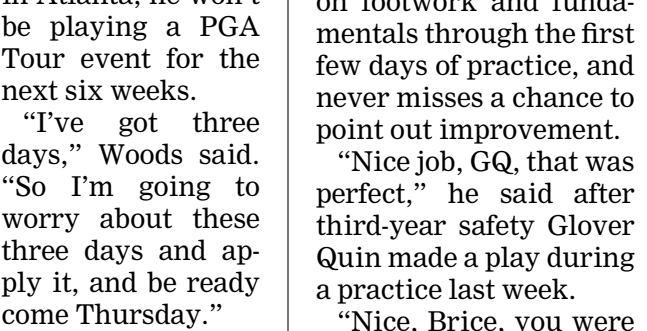 in Atlanta, he won't
be playing a PGA
Tour event for the
next six weeks.
“I’ve got three
days,” Woods said.
“So I’m going to
worry about these
three days and ap-
ply it, and be ready
come Thursday.”
on footwork and funda-
mentals through the first
few days of practice, and
never misses a chance to
point out improvement.
“Nice job, GQ, that was
perfect,” he said after
third-year safety Glover
Quin made a play during
a practice last week.
“Nice, Brice, you were